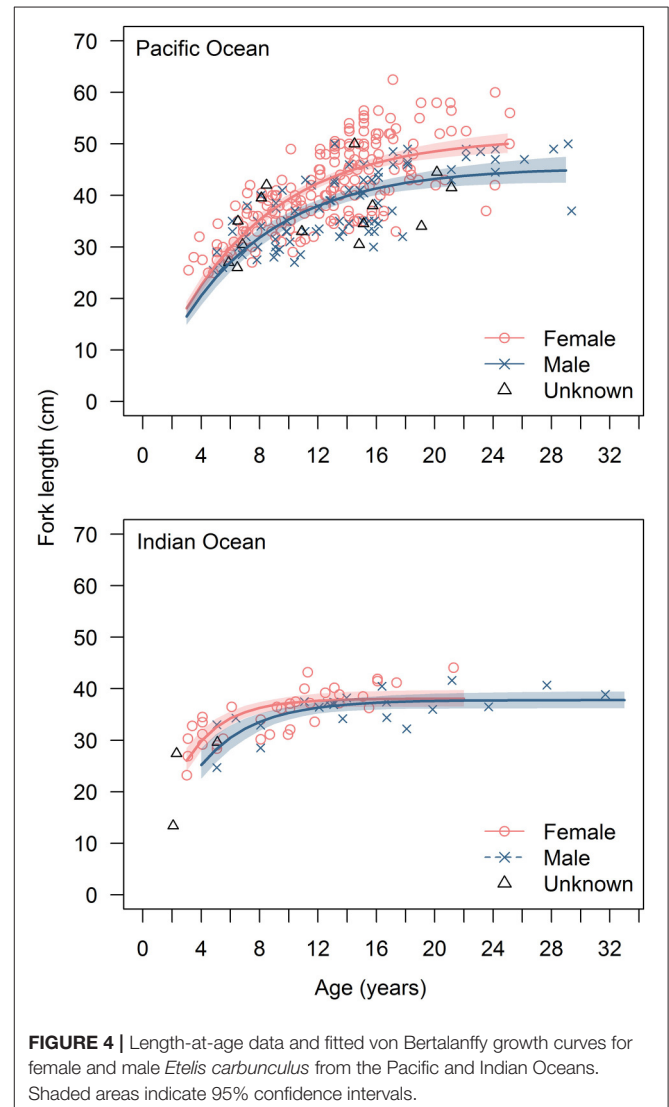 Pacific Ocean
70
60
50
40
30
20
10
0
Female
Male
Unknown
0 4 8 12 16 20 24 28 32
Fork length (cm)
Indian Ocean
70
60
50
40
30
20
10
0
Female
Male
Unknown
0 4 8 12 16 20 24 28 32
Age (years)
FIGURE 4 | Length-at-age data and fitted von Bertalanffy growth curves for
female and male Etelis carbunculus from the Pacific and Indian Oceans.
Shaded areas indicate 95% confidence intervals.